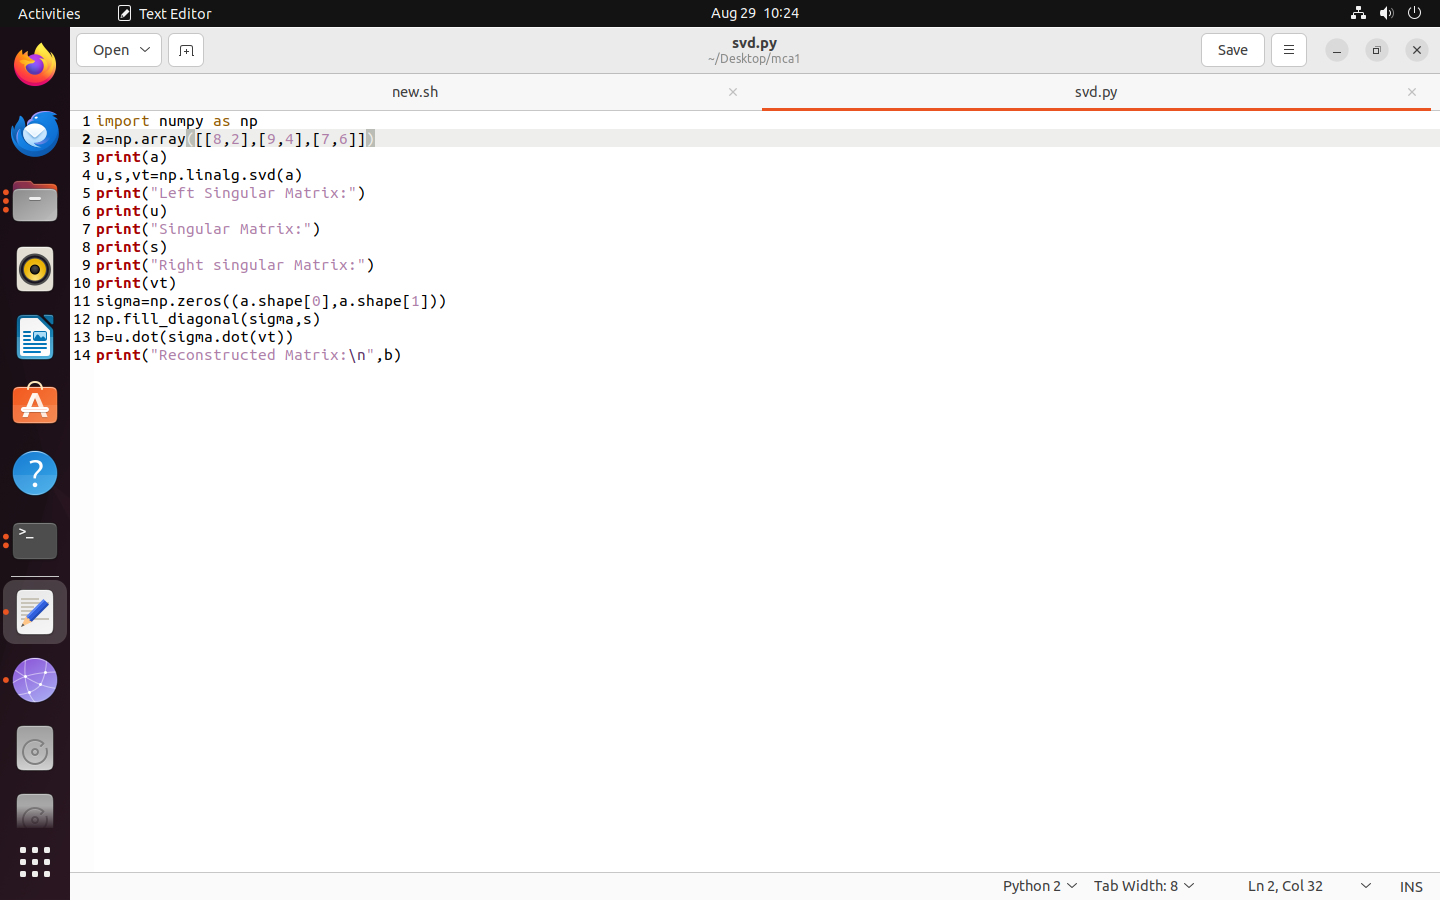 Activities
Text Editor
Aug 29 10:24
Open
svd.py
~/Desktop/mca1
Save
new.sh
svd.py
1 import numpy as np
2 a=np.array([[8,2],[9,4],[7,6]])
3 print(a)
4 u,s,vt=np.linalg.svd(a)
5 print("Left Singular Matrix:")
6 print(u)
7 print("Singular Matrix:")
8 print(s)
9 print("Right singular Matrix:")
10 print(vt)
11 sigma=np.zeros((a.shape[0],a.shape[1]))
12 np.fill_diagonal(sigma,s)
13 b=u.dot(sigma.dot(vt))
14 print("Reconstructed Matrix:\n",b)
Python 2
Tab Width: 8
Ln 2, Col 32
INS